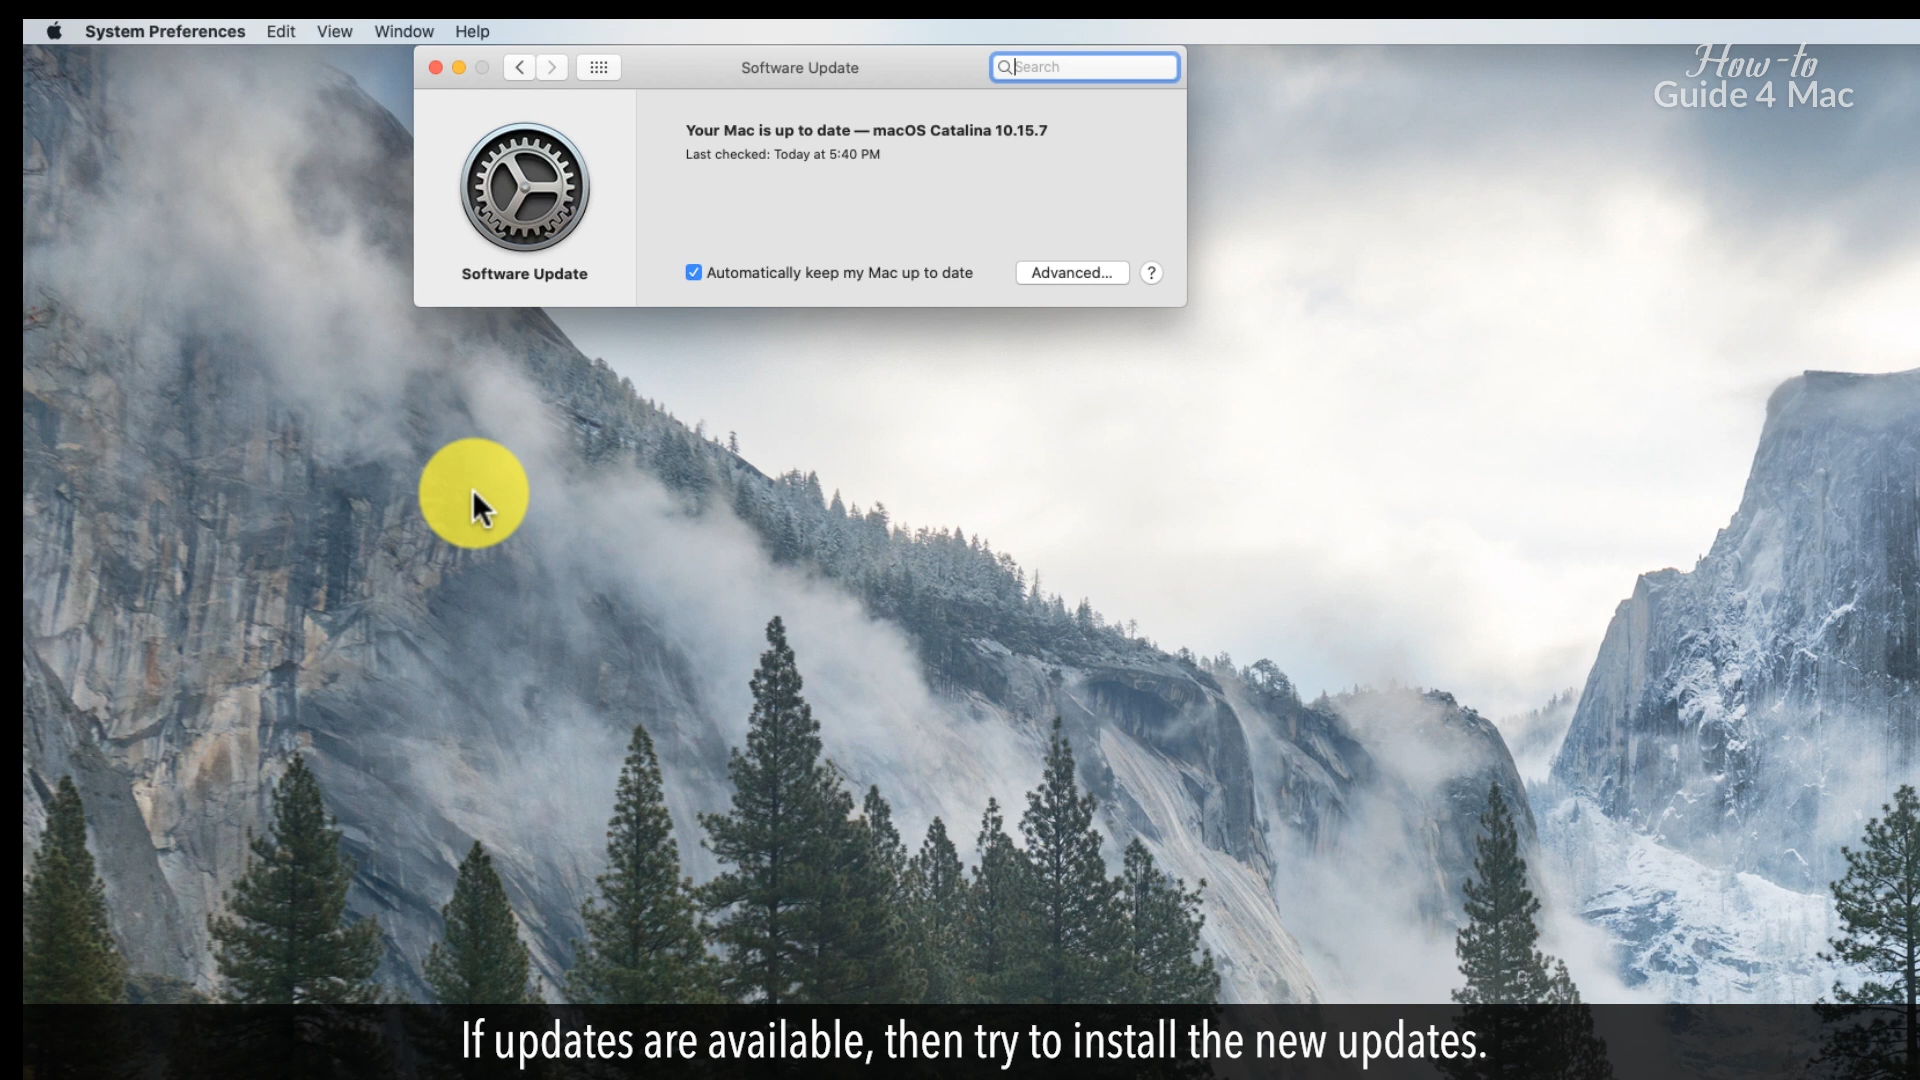 System Preferences Edit View Window Help
Software Update
Search
How-to
Guide 4 Mac
Your Mac is up to date — macOS Catalina 10.15.7
Last checked: Today at 5:40 PM
Software Update
Automatically keep my Mac up to date
Advanced...
?
If updates are available, then try to install the new updates.